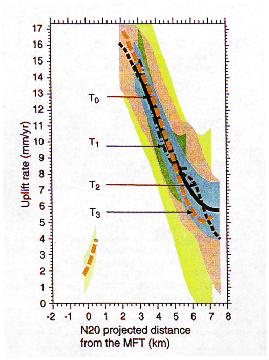 17
16
15
14
13
12
11
10
9
8
7
6
5
4
3
2
1
0
Uplift rate (mm/yr)
T0
T1
T2
T3
-2 -1 0 1 2 3 4 5 6 7 8
N20 projected distance
from the MFT (km)